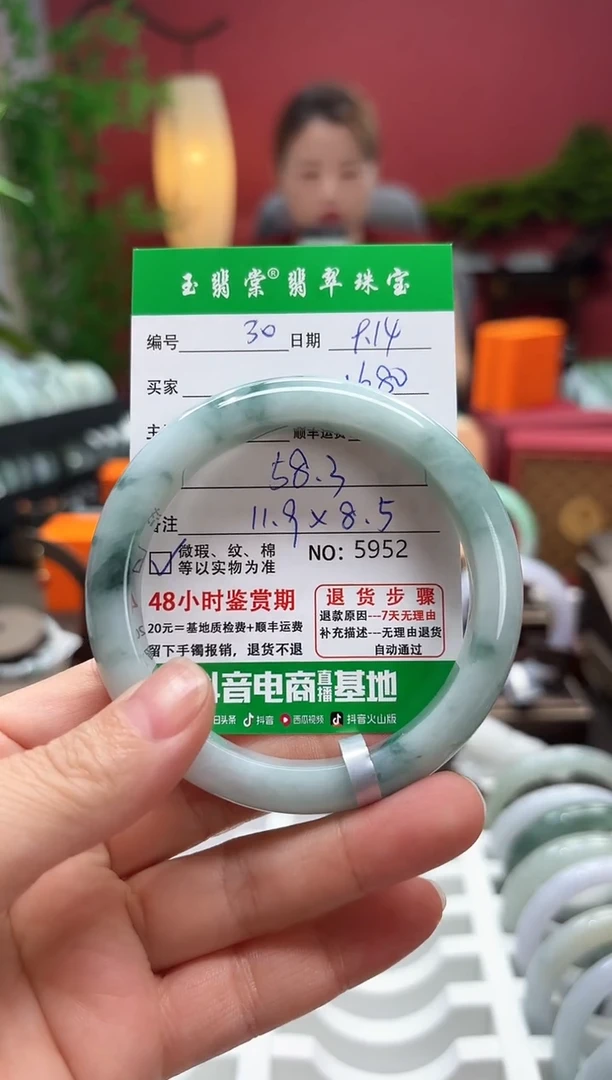 玉翡棠®翡翠珠宝
编号 30 日期 9.14
买家 1680
顺丰运费
58.3
备注 11.9×8.5
微瑕、纹、棉
等以实物为准
NO: 5952
48小时鉴赏期
20元=基地质检费+顺丰运费
留下手镯报销，退货不退
退货步骤
退款原因---7天无理由
补充描述---无理由退货
自动通过
抖音电商直播基地
日头条 抖音 西瓜视频 抖音火山版